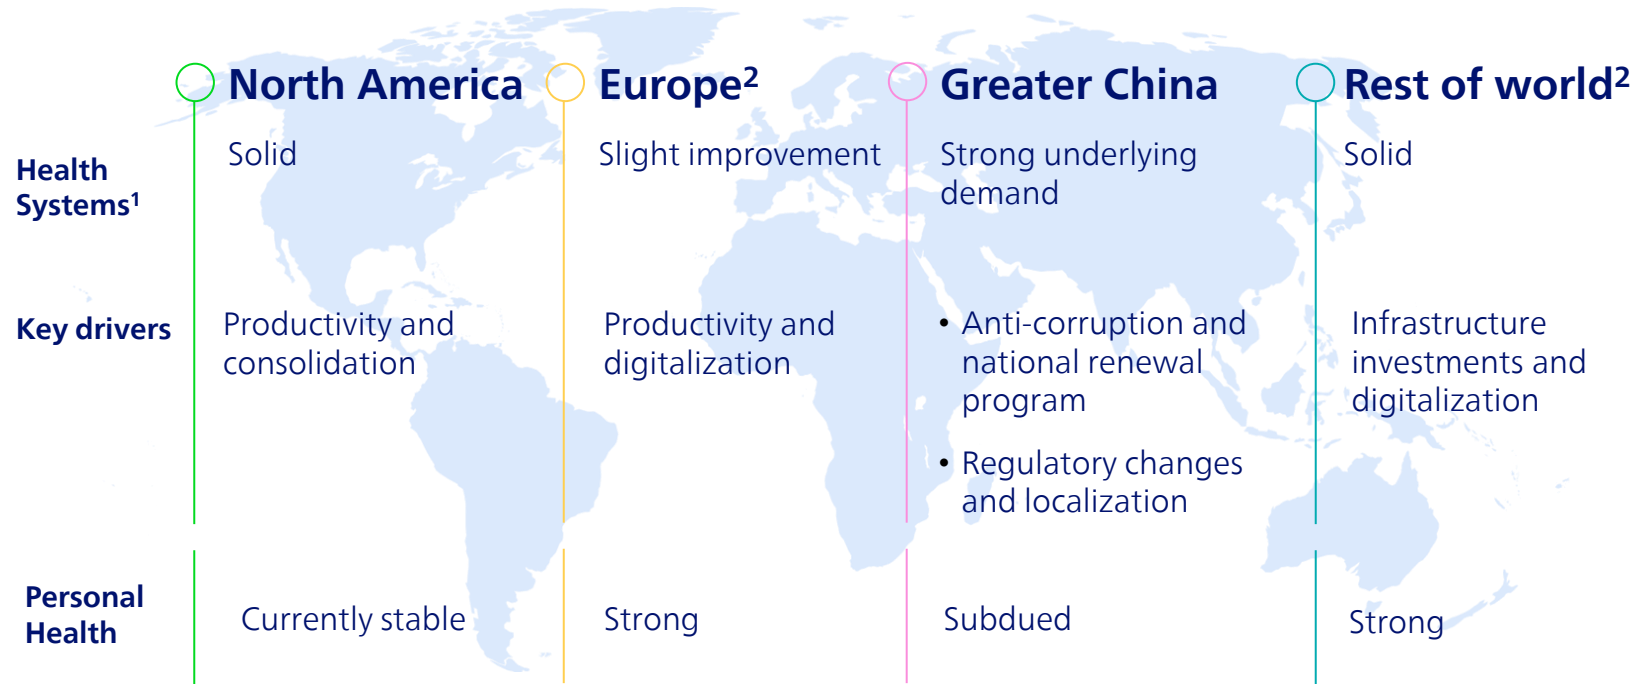 North America
Europe²
Greater China
Rest of world²
Health
Systems¹
Solid
Slight improvement
Strong underlying
demand
Solid
Key drivers
Productivity and
consolidation
Productivity and
digitalization
• Anti-corruption and
national renewal
program
• Regulatory changes
and localization
Infrastructure
investments and
digitalization
Personal
Health
Currently stable
Strong
Subdued
Strong